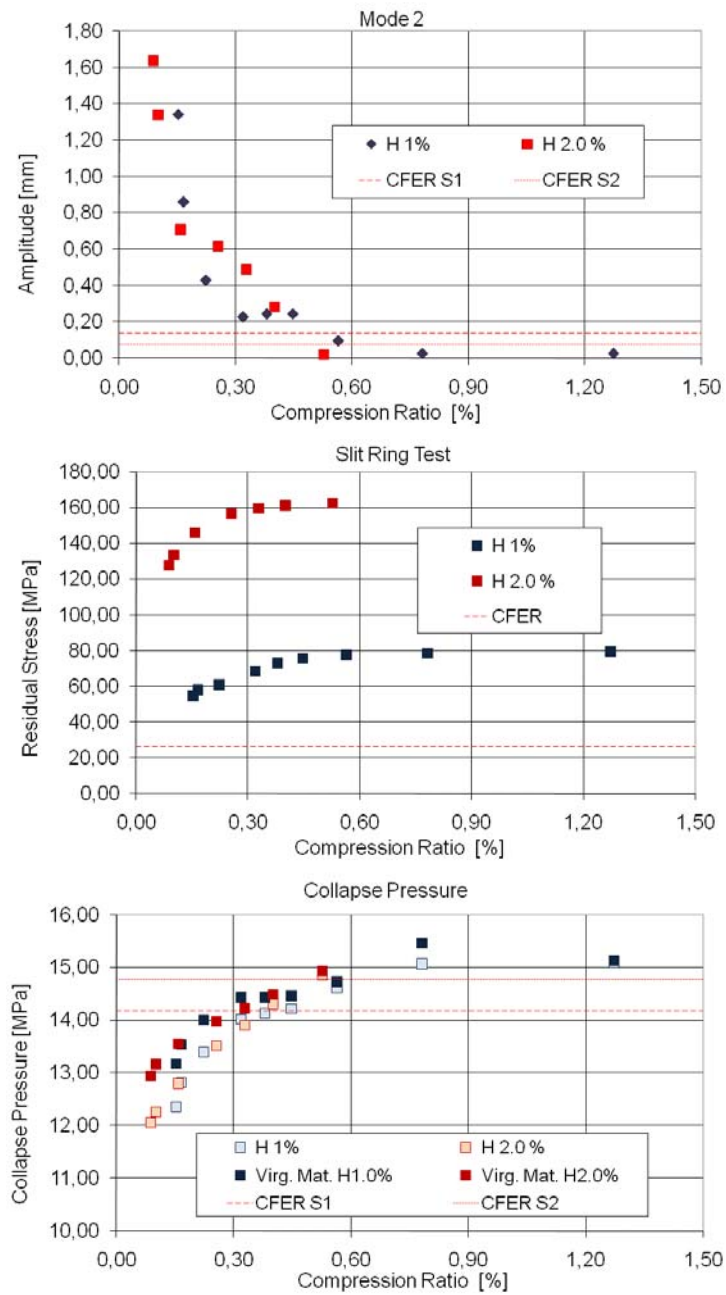 Mode 2
Amplitude [mm]
1,80
1,60
1,40
1,20
1,00
0,80
0,60
0,40
0,20
0,00
H 1% H 2.0 %
CFER S1 CFER S2
0,00 0,30 0,60 0,90 1,20 1,50
Compression Ratio [%]
Slit Ring Test
Residual Stress [MPa]
180,00
160,00
140,00
120,00
100,00
80,00
60,00
40,00
20,00
0,00
H 1%
H 2.0 %
CFER
0,00 0,30 0,60 0,90 1,20 1,50
Compression Ratio [%]
Collapse Pressure
Collapse Pressure [MPa]
16,00
15,00
14,00
13,00
12,00
11,00
10,00
H 1% H 2.0 %
Virg. Mat. H1.0% Virg. Mat. H2.0%
CFER S1 CFER S2
0,00 0,30 0,60 0,90 1,20 1,50
Compression Ratio [%]